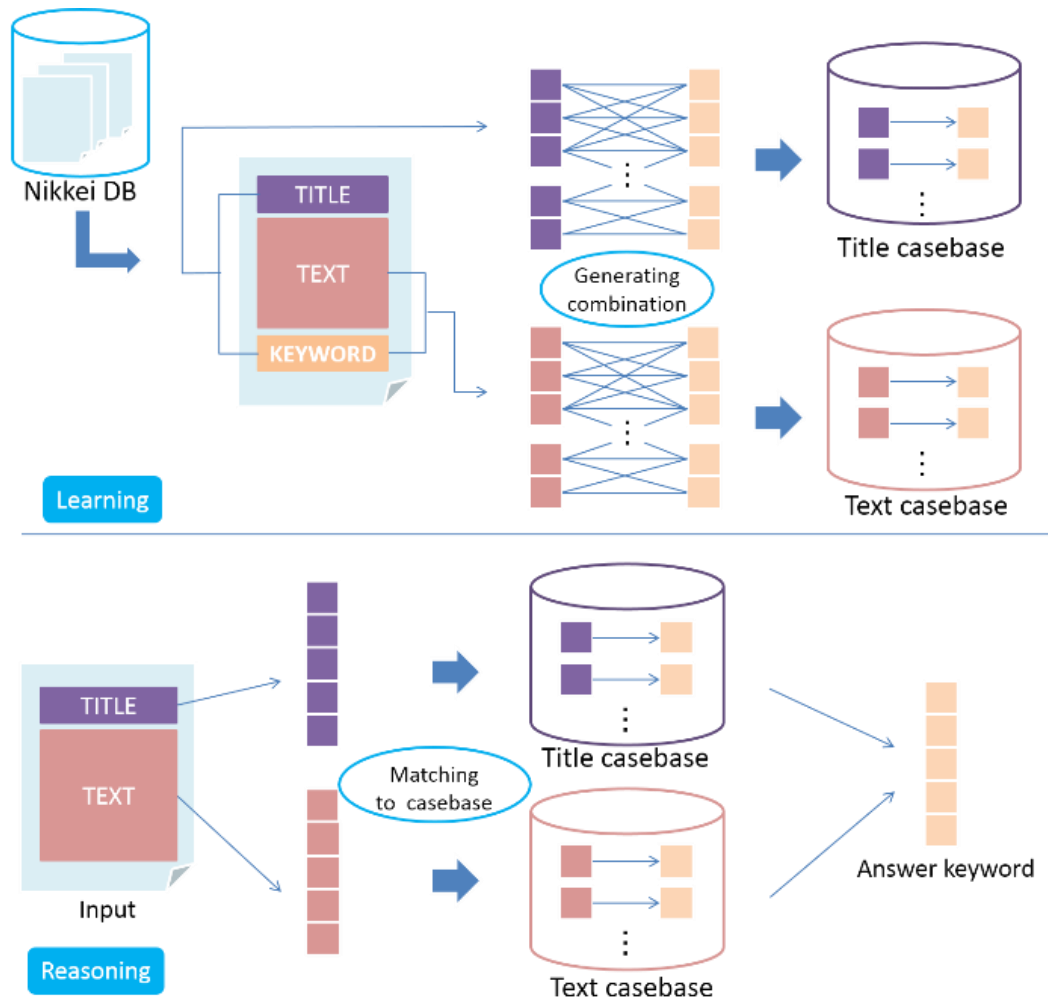 Nikkei DB
TITLE
TEXT
KEYWORD
Generating
combination
Title casebase
Text casebase
Learning
TITLE
TEXT
Input
Matching
to casebase
Title casebase
Text casebase
Answer keyword
Reasoning